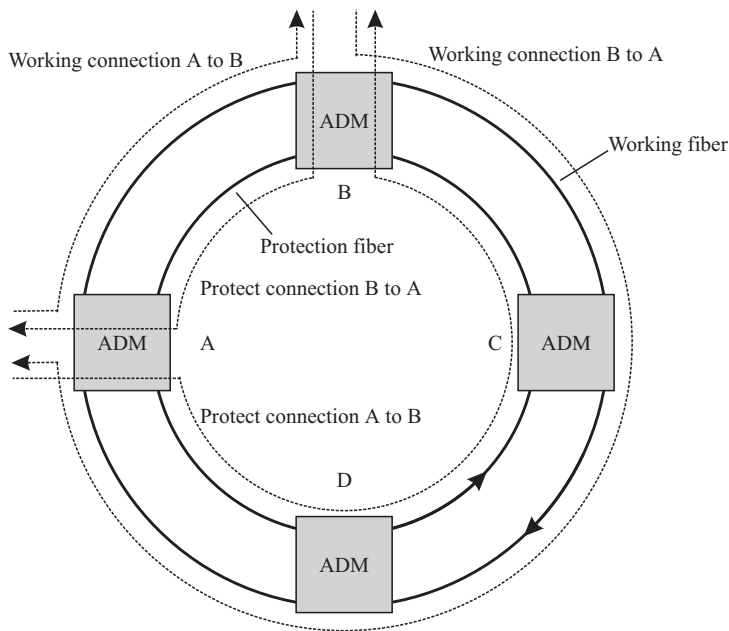 Working connection A to B
Working connection B to A
ADM
Working fiber
B
Protection fiber
Protect connection B to A
ADM
A
C
ADM
Protect connection A to B
D
ADM